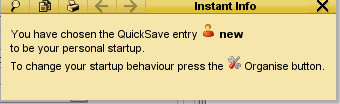 Instant Info
You have chosen the QuickSave entry new
to be your personal startup.
To change your startup behaviour press the Organise button.